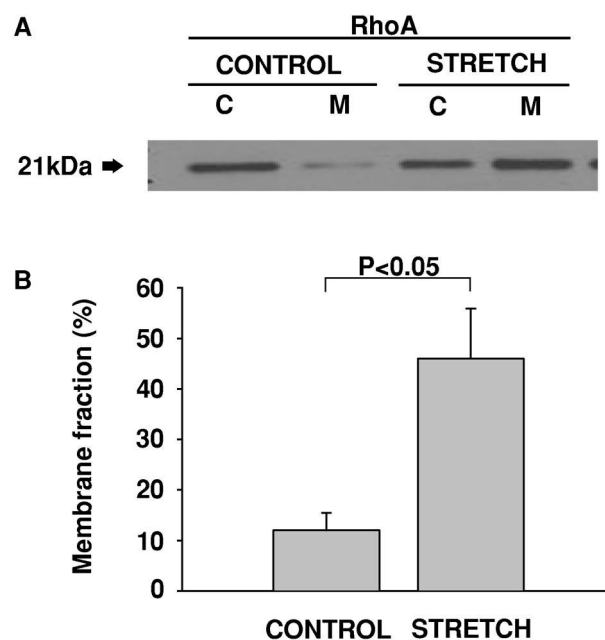 A
RhoA
CONTROL STRETCH
C M C M
21kDa
B
P<0.05
Membrane fraction (%)
60
50
40
30
20
10
0
CONTROL STRETCH